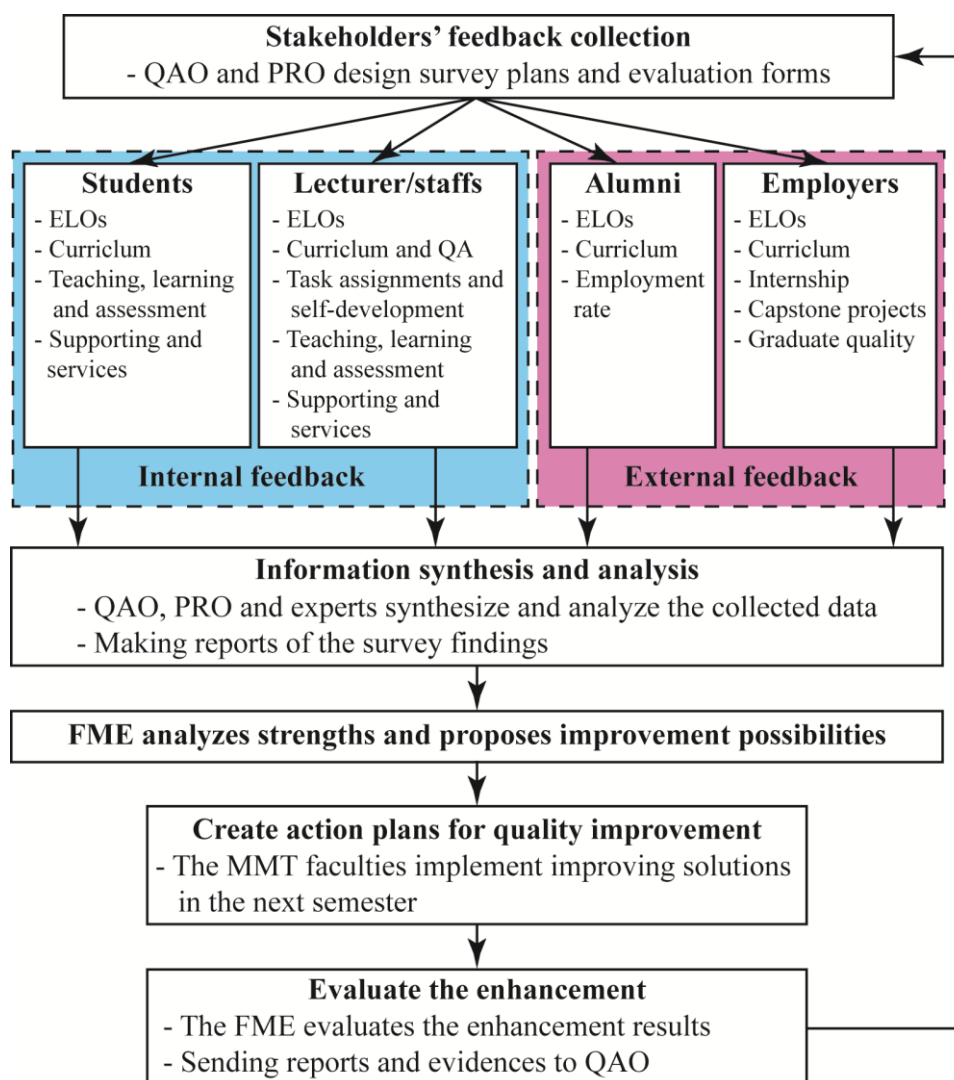 Stakeholders' feedback collection
- QAO and PRO design survey plans and evaluation forms
Students
- ELOs
- Curriclum
- Teaching, learning
and assessment
- Supporting and
services
Lecturer/staffs
- ELOs
- Curriclum and QA
- Task assignments and
self-development
- Teaching, learning
and assessment
- Supporting and
services
Internal feedback
Alumni
- ELOs
- Curriclum
- Employment
rate
Employers
- ELOs
- Curriclum
- Internship
- Capstone projects
- Graduate quality
External feedback
Information synthesis and analysis
- QAO, PRO and experts synthesize and analyze the collected data
- Making reports of the survey findings
FME analyzes strengths and proposes improvement possibilities
Create action plans for quality improvement
- The MMT faculties implement improving solutions
in the next semester
Evaluate the enhancement
- The FME evaluates the enhancement results
- Sending reports and evidences to QAO